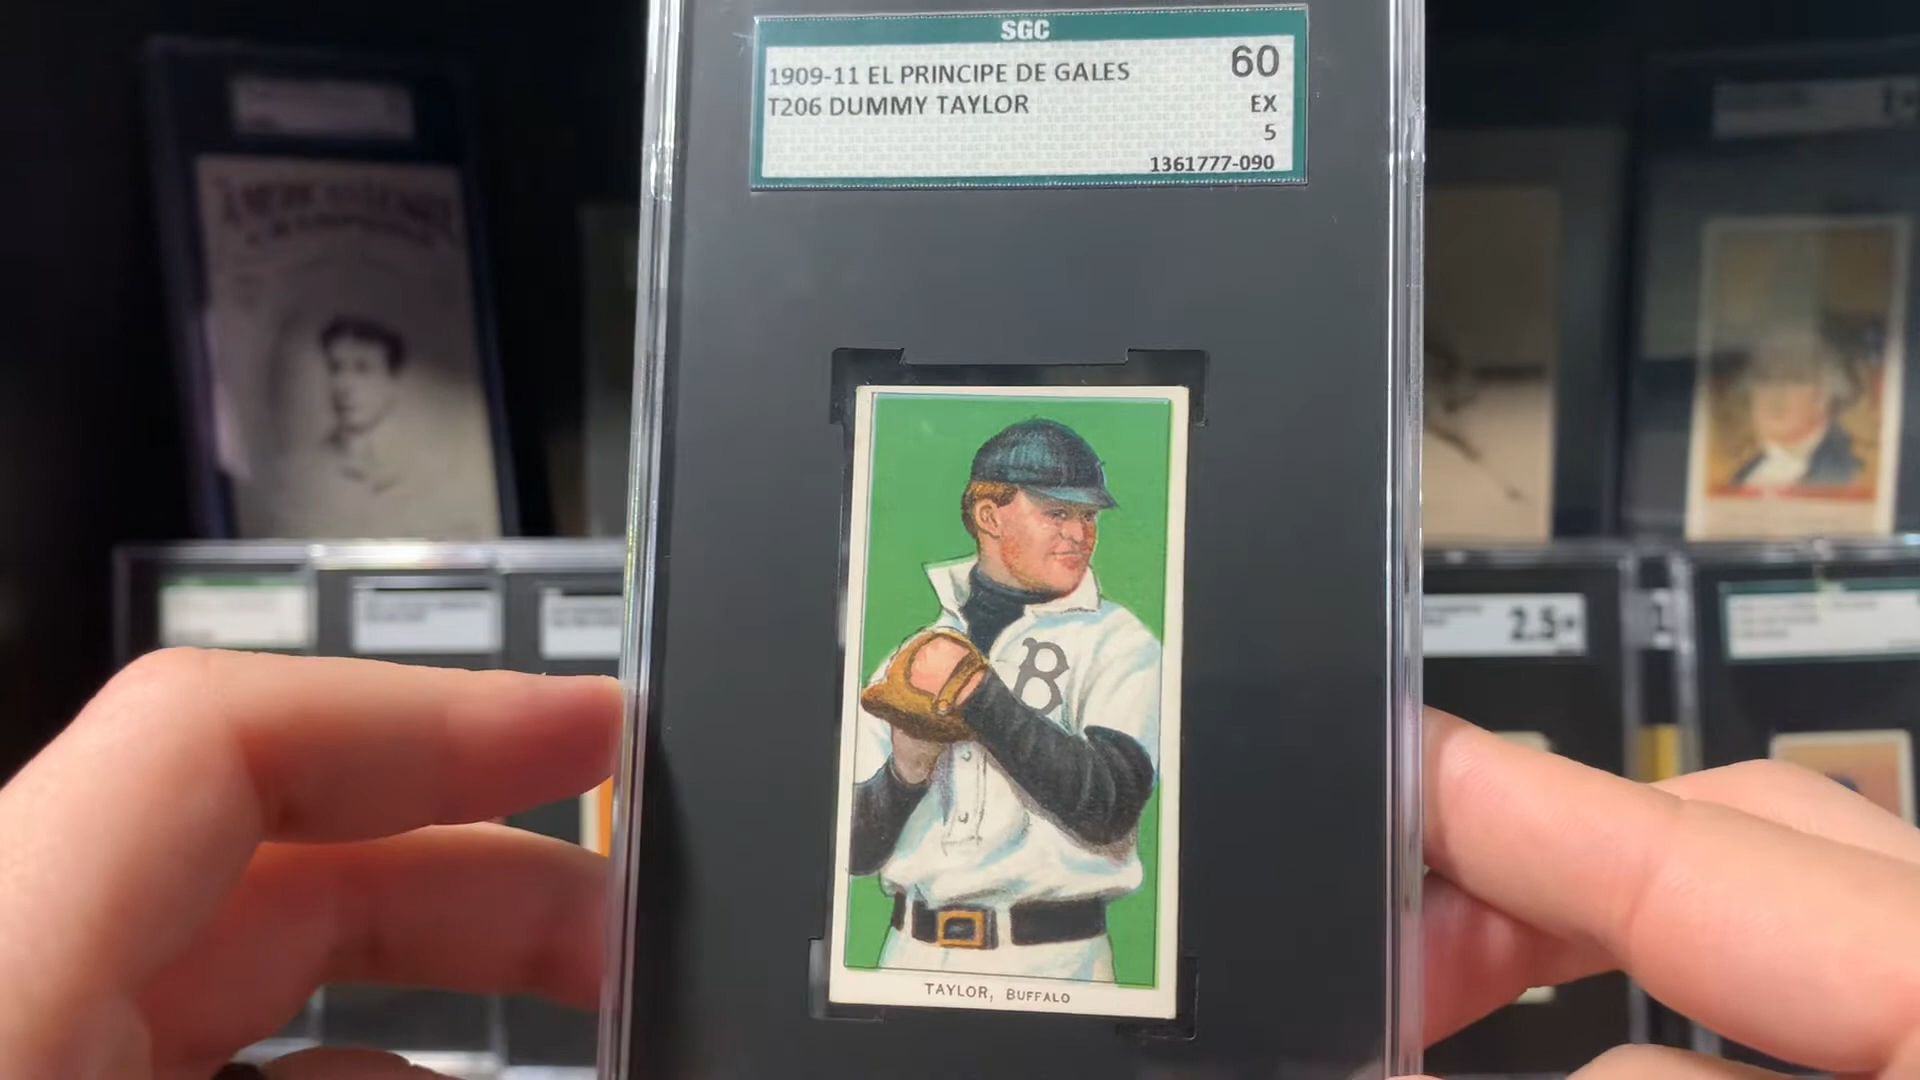 SGC
1909-11 EL PRINCIPE DE GALES
60
T206 DUMMY TAYLOR
EX
5
1361777-090
B
TAYLOR, BUFFALO
2.5